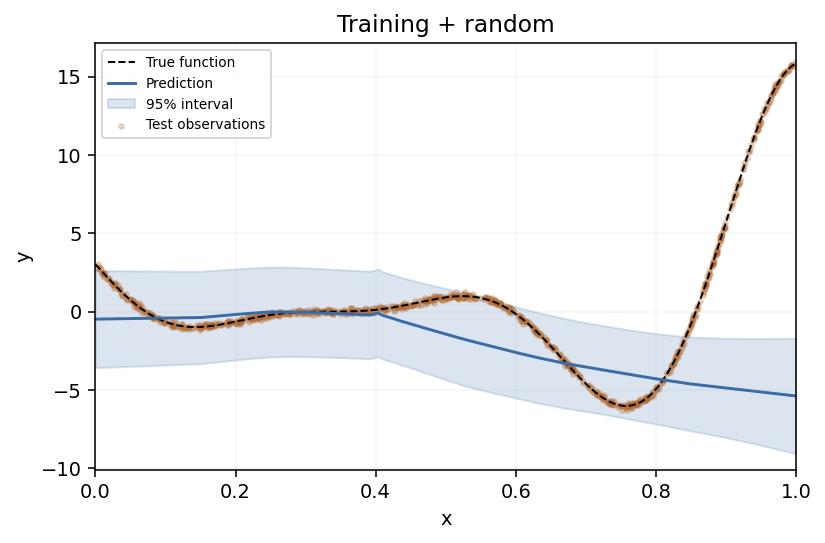 Training + random
True function
Prediction
95% interval
Test observations
y
15
10
5
0
−5
−10
0.0 0.2 0.4 0.6 0.8 1.0
x